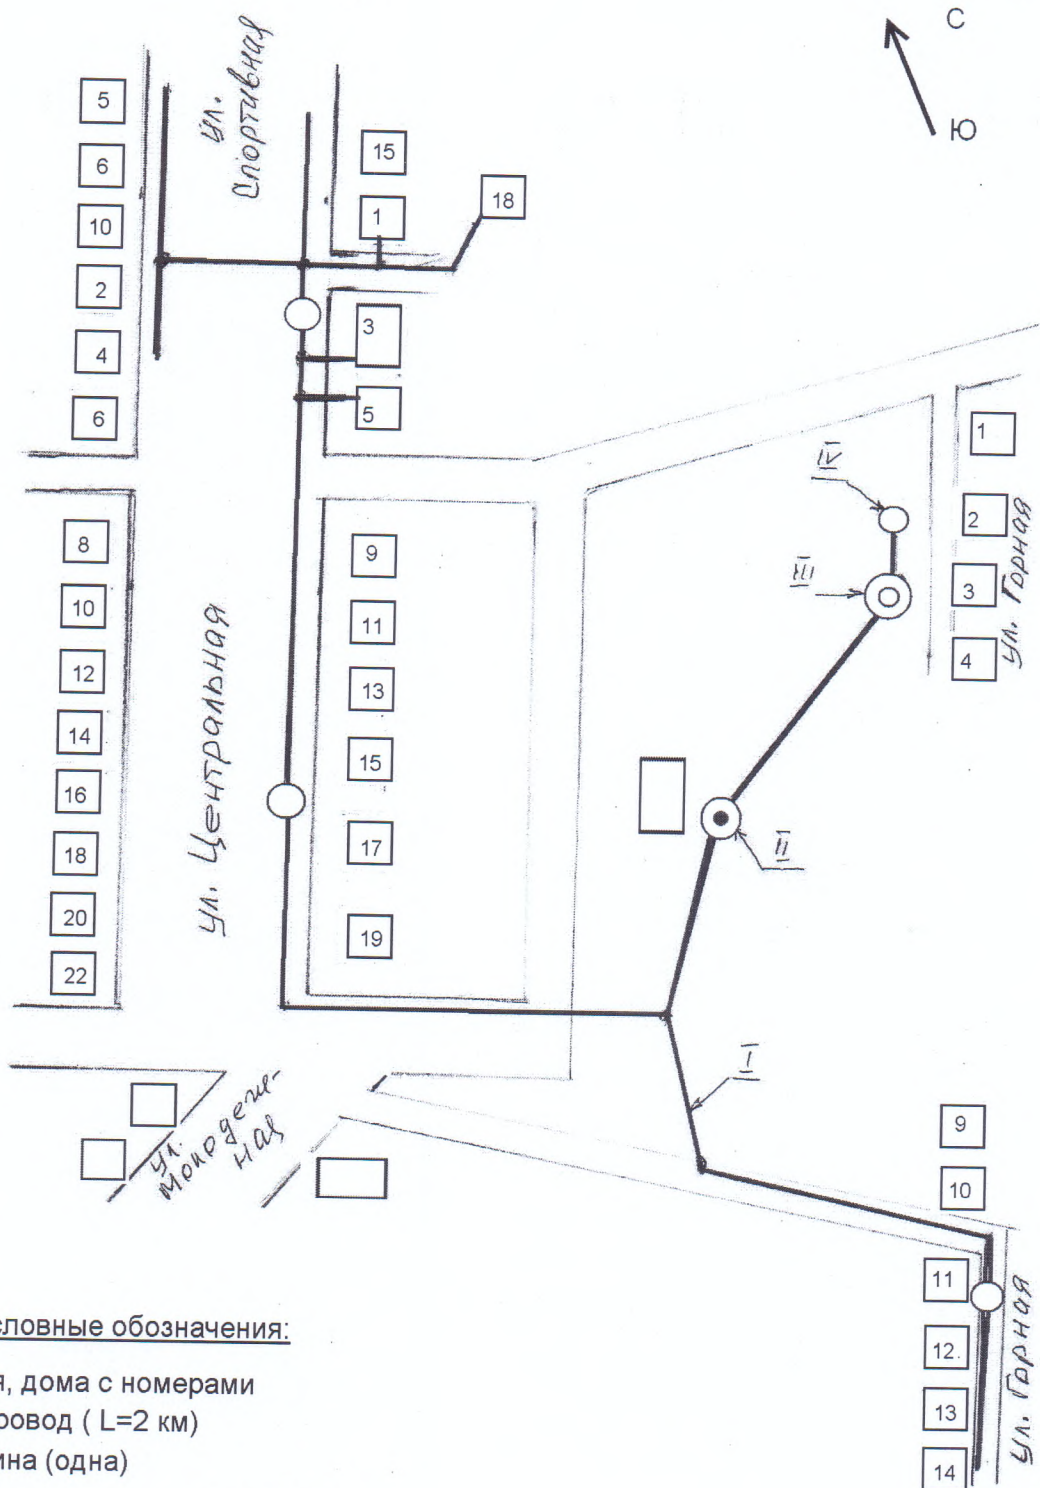 С
Ю
ул.
Спортивная
5
6
10
2
4
6
15
1
18
3
5
8
10
12
14
16
18
20
22
ул. Центральная
9
11
13
15
17
19
IV
III
II
I
1
2
3
4
ул. Горная
ул.
Молодеж-
ная
9
10
11
12.
13
14
ул. Горная
словные обозначения:
я, дома с номерами
ровод ( L=2 км)
ина (одна)